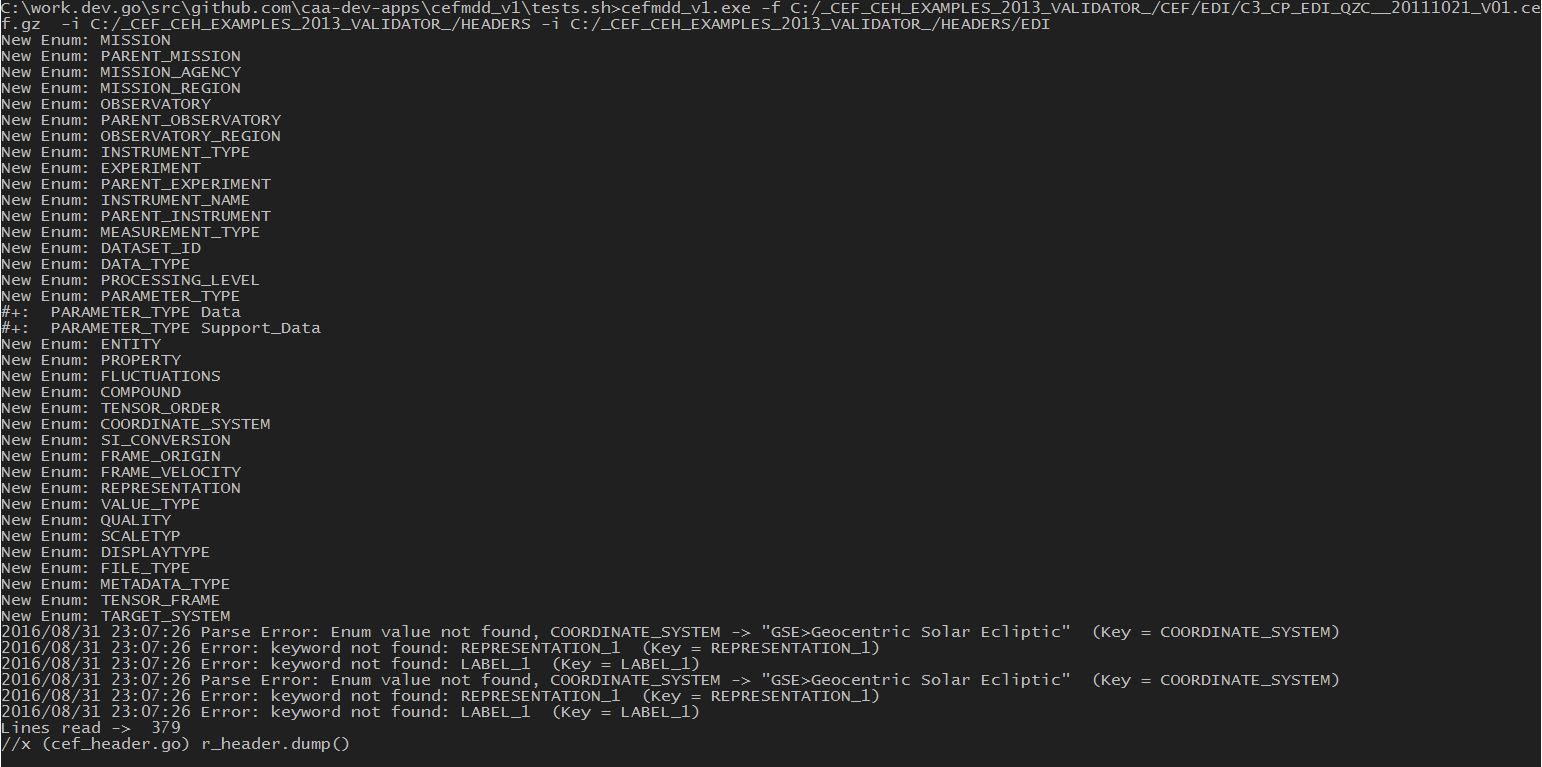 C:\work.dev.go\src\github.com\caa-dev-apps\cefmdd_v1\tests.sh>cefmdd_v1.exe -f C:/_CEF_CEH_EXAMPLES_2013_VALIDATOR_/CEF/EDI/C3_CP_EDI_QZC__20111021_V01.ce
f.gz  -i C:/_CEF_CEH_EXAMPLES_2013_VALIDATOR_/HEADERS -i C:/_CEF_CEH_EXAMPLES_2013_VALIDATOR_/HEADERS/EDI
New Enum: MISSION
New Enum: PARENT_MISSION
New Enum: MISSION_AGENCY
New Enum: MISSION_REGION
New Enum: OBSERVATORY
New Enum: PARENT_OBSERVATORY
New Enum: OBSERVATORY_REGION
New Enum: INSTRUMENT_TYPE
New Enum: EXPERIMENT
New Enum: PARENT_EXPERIMENT
New Enum: INSTRUMENT_NAME
New Enum: PARENT_INSTRUMENT
New Enum: MEASUREMENT_TYPE
New Enum: DATASET_ID
New Enum: DATA_TYPE
New Enum: PROCESSING_LEVEL
New Enum: PARAMETER_TYPE
#+:  PARAMETER_TYPE Data
#+:  PARAMETER_TYPE Support_Data
New Enum: ENTITY
New Enum: PROPERTY
New Enum: FLUCTUATIONS
New Enum: COMPOUND
New Enum: TENSOR_ORDER
New Enum: COORDINATE_SYSTEM
New Enum: SI_CONVERSION
New Enum: FRAME_ORIGIN
New Enum: FRAME_VELOCITY
New Enum: REPRESENTATION
New Enum: VALUE_TYPE
New Enum: QUALITY
New Enum: SCALETYP
New Enum: DISPLAYTYPE
New Enum: FILE_TYPE
New Enum: METADATA_TYPE
New Enum: TENSOR_FRAME
New Enum: TARGET_SYSTEM
2016/08/31 23:07:26 Parse Error: Enum value not found, COORDINATE_SYSTEM -> "GSE>Geocentric Solar Ecliptic"  (Key = COORDINATE_SYSTEM)
2016/08/31 23:07:26 Error: keyword not found: REPRESENTATION_1  (Key = REPRESENTATION_1)
2016/08/31 23:07:26 Error: keyword not found: LABEL_1  (Key = LABEL_1)
2016/08/31 23:07:26 Parse Error: Enum value not found, COORDINATE_SYSTEM -> "GSE>Geocentric Solar Ecliptic"  (Key = COORDINATE_SYSTEM)
2016/08/31 23:07:26 Error: keyword not found: REPRESENTATION_1  (Key = REPRESENTATION_1)
2016/08/31 23:07:26 Error: keyword not found: LABEL_1  (Key = LABEL_1)
Lines read ->  379
//x (cef_header.go) r_header.dump()